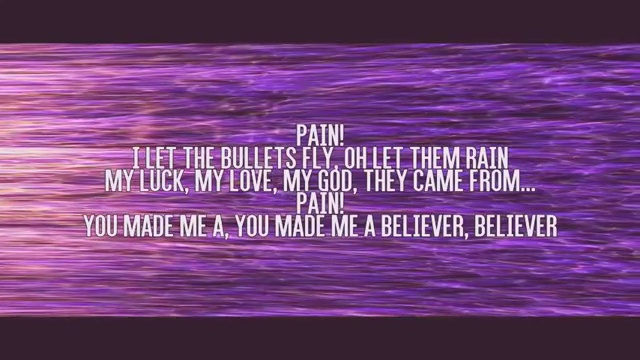 PAIN!
I LET THE BULLETS FLY, OH LET THEM RAIN
MY LUCK, MY LOVE, MY GOD, THEY CAME FROM...
PAIN!
YOU MADE ME A, YOU MADE ME A BELIEVER, BELIEVER